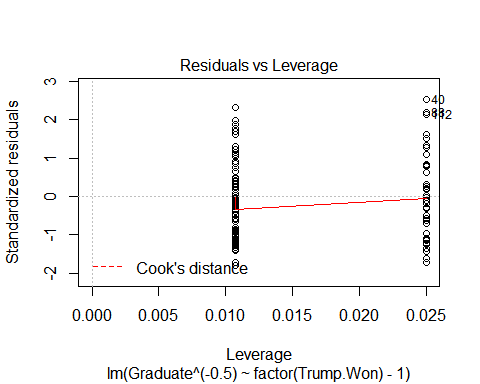 Residuals vs Leverage
Standardized residuals
3
2
1
0
-1
-2
40
112
Cook's distance
0.000
0.005
0.010
0.015
0.020
0.025
Leverage
lm(Graduate^(-0.5) ~ factor(Trump.Won) - 1)